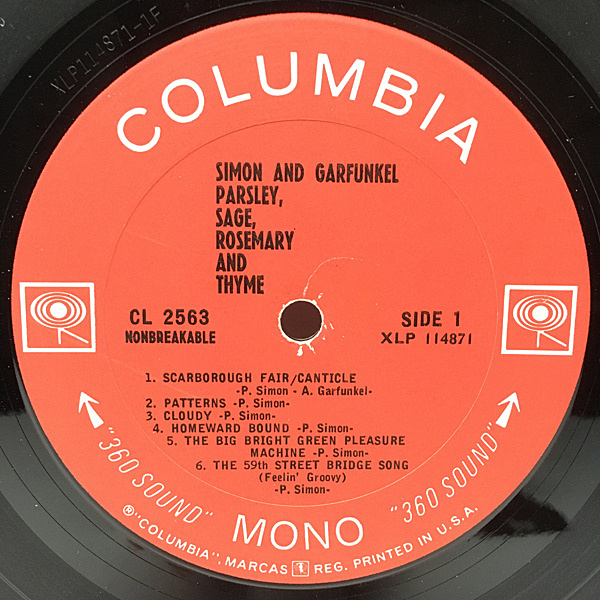 XLP114871-1F
COLUMBIA
SIMON AND GARFUNKEL
PARSLEY,
SAGE,
ROSEMARY
AND
THYME
CL 2563
NONBREAKABLE
SIDE 1
XLP 114871
1. SCARBOROUGH FAIR/CANTICLE
-P. Simon - A. Garfunkel-
2. PATTERNS -P. Simon-
3. CLOUDY -P. Simon-
4. HOMEWARD BOUND -P. Simon-
5. THE BIG BRIGHT GREEN PLEASURE
MACHINE -P. Simon-
6. THE 59th STREET BRIDGE SONG
(Feelin' Groovy)
-P. Simon-
"360 SOUND"
MONO
"360 SOUND"
®"COLUMBIA", MARCAS REG. PRINTED IN U.S.A.